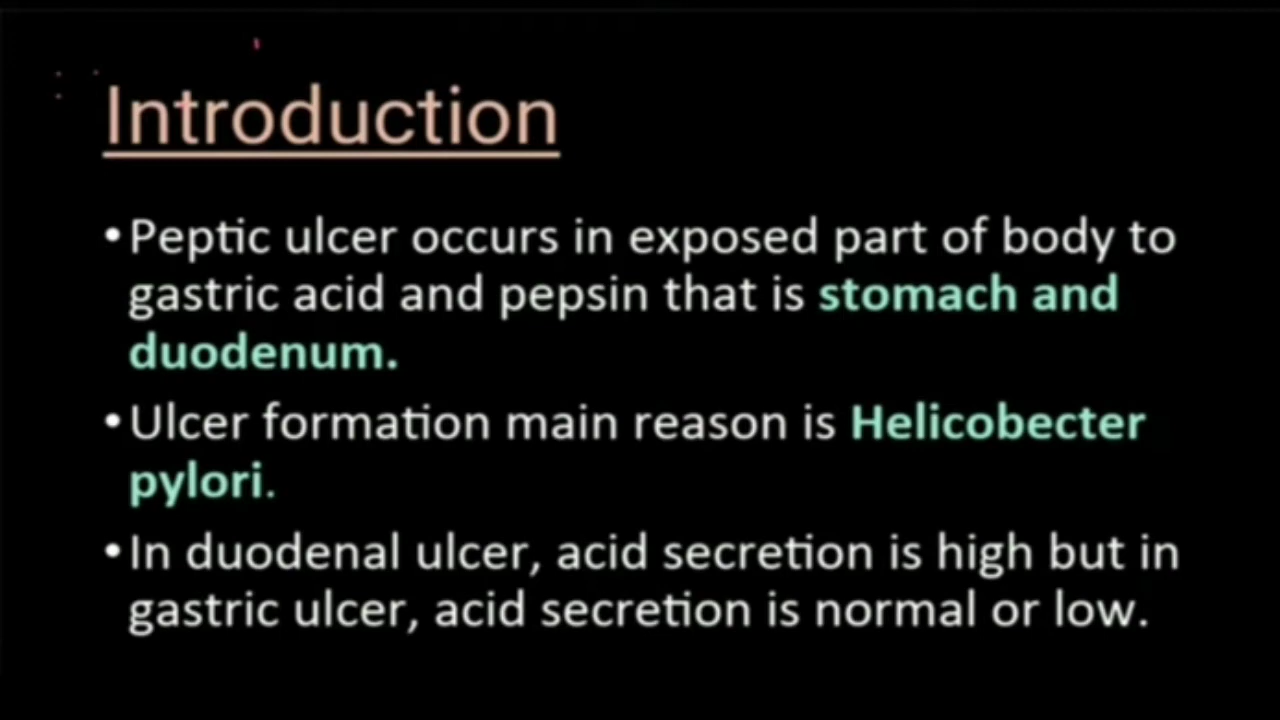 Introduction
•Peptic ulcer occurs in exposed part of body to
gastric acid and pepsin that is stomach and
duodenum.
•Ulcer formation main reason is Helicobecter
pylori.
•In duodenal ulcer, acid secretion is high but in
gastric ulcer, acid secretion is normal or low.